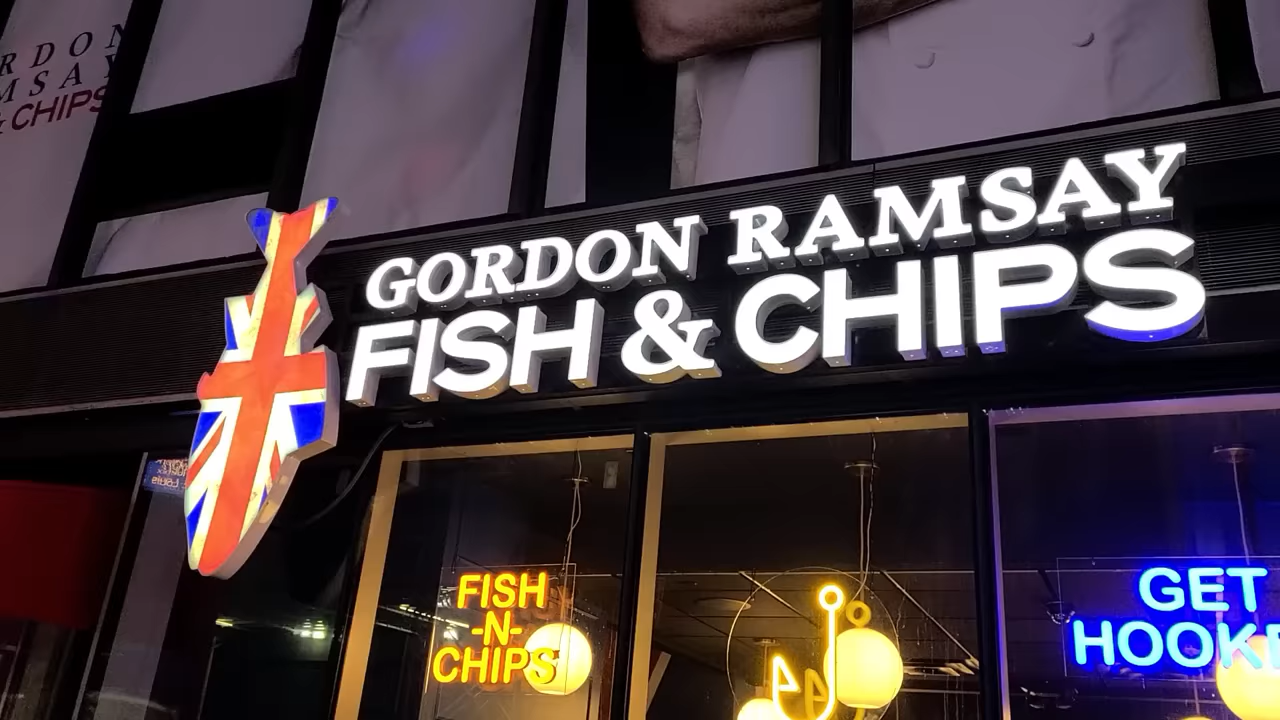 RDON
MSAY
& CHIPS
GORDON RAMSAY
FISH & CHIPS
FISH
-N-
CHIPS
GET
HOOK